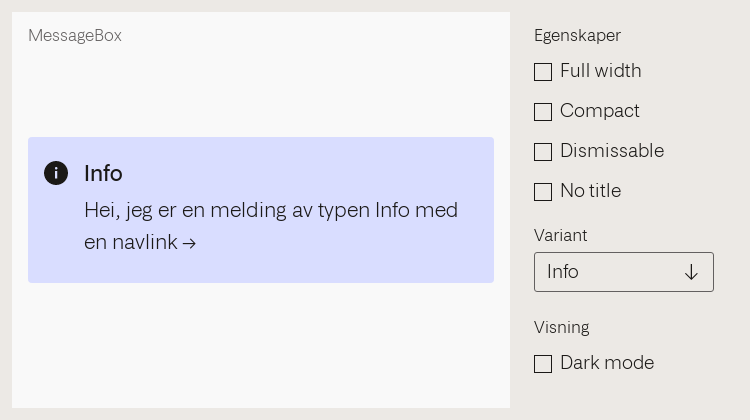 MessageBox
Info
Hei, jeg er en melding av typen Info med
en navlink →
Egenskaper
Full width
Compact
Dismissable
No title
Variant
Info
Visning
Dark mode